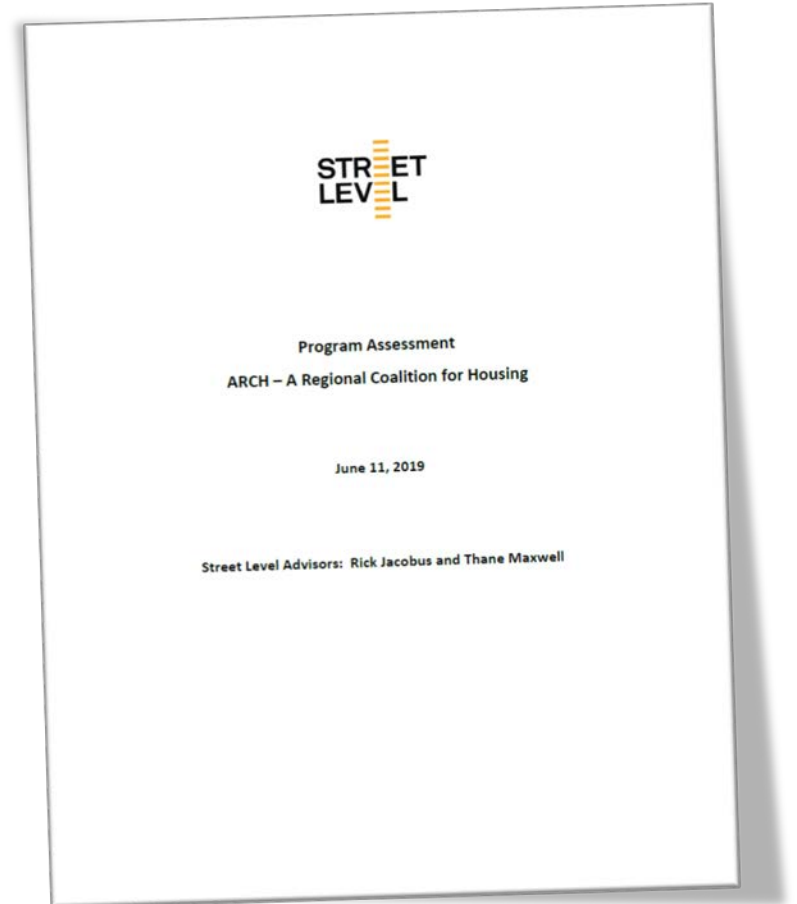 STREET
LEVEL
Program Assessment
ARCH – A Regional Coalition for Housing
June 11, 2019
Street Level Advisors: Rick Jacobus and Thane Maxwell